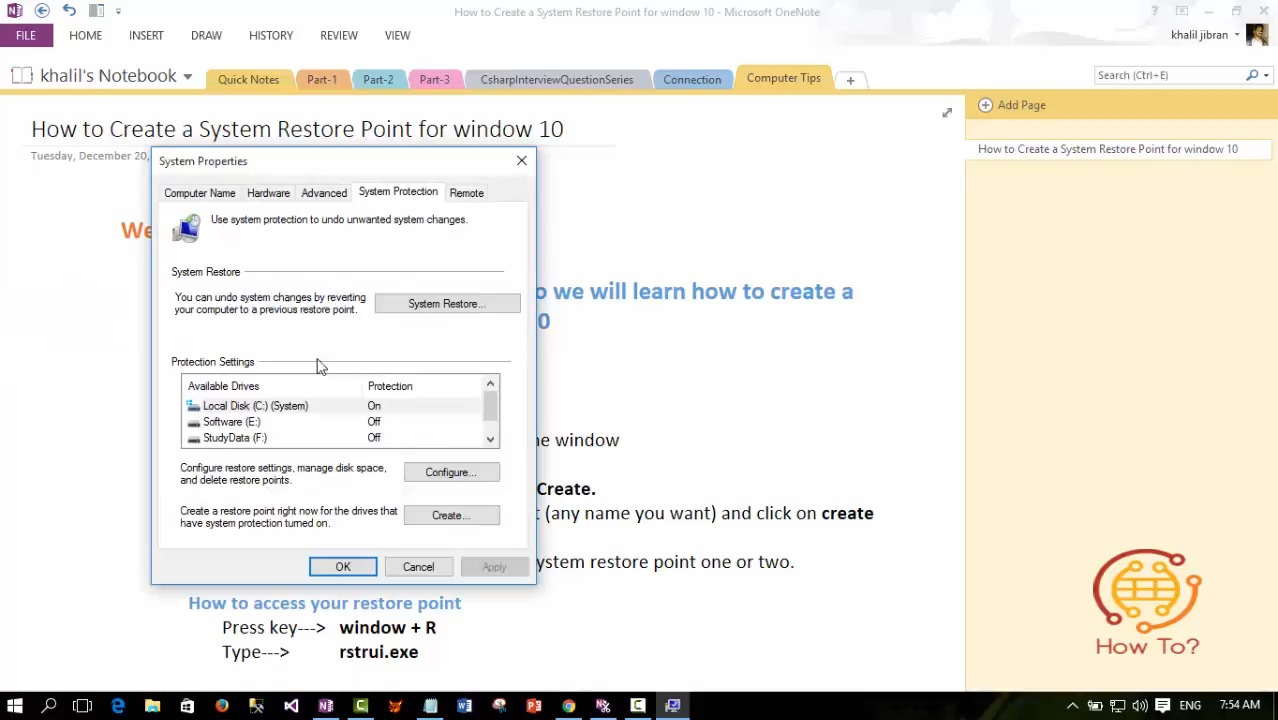 How to Create a System Restore Point for window 10 - Microsoft OneNote
?
FILE HOME INSERT DRAW HISTORY REVIEW VIEW
khalil jibran
khalil's Notebook
Quick Notes Part-1 Part-2 Part-3 CsharpInterviewQuestionSeries Connection Computer Tips
Search (Ctrl+E)
Add Page
How to Create a System Restore Point for window 10
How to Create a System Restore Point for window 10
Tuesday, December 20,
We
o we will learn how to create a
0
ne window
Create.
t (any name you want) and click on create
ystem restore point one or two.
How to access your restore point
Press key---> window + R
Type---> rstrui.exe
System Properties
Computer Name Hardware Advanced System Protection Remote
Use system protection to undo unwanted system changes.
System Restore
You can undo system changes by reverting
your computer to a previous restore point.
System Restore...
Protection Settings
Available Drives Protection
Local Disk (C:) (System) On
Software (E:) Off
StudyData (F:) Off
Configure restore settings, manage disk space,
and delete restore points.
Configure...
Create a restore point right now for the drives that
have system protection turned on.
Create...
OK Cancel Apply
How To?
ENG 7:54 AM